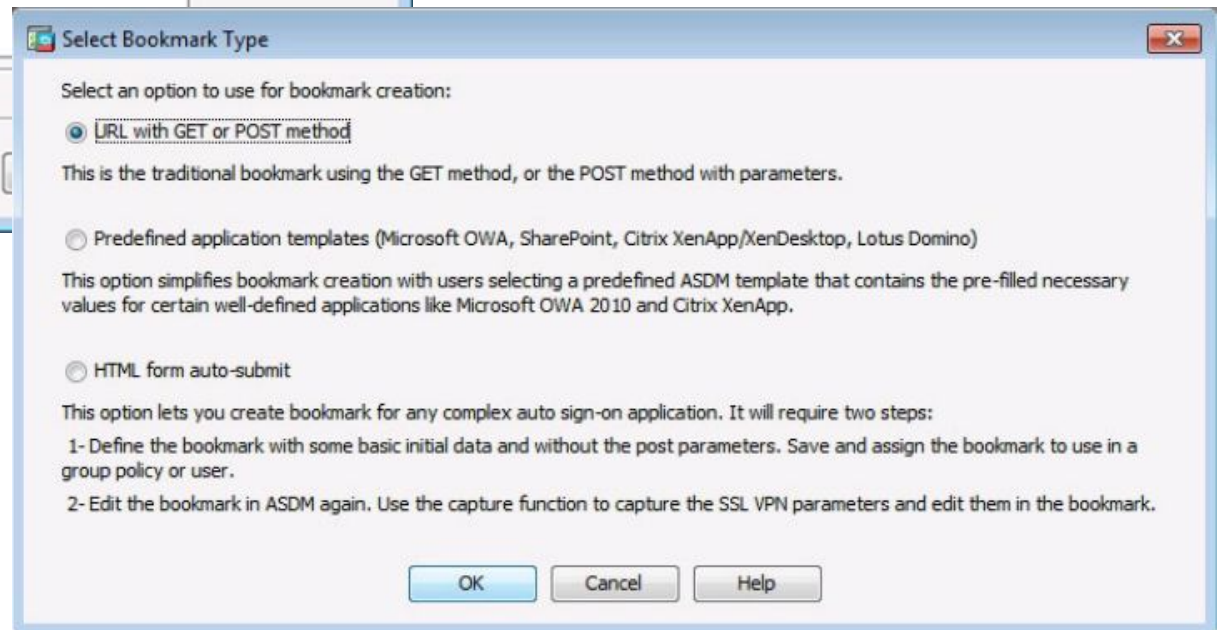 Select Bookmark Type
Select an option to use for bookmark creation:
URL with GET or POST method
This is the traditional bookmark using the GET method, or the POST method with parameters.
Predefined application templates (Microsoft OWA, SharePoint, Citrix XenApp/XenDesktop, Lotus Domino)
This option simplifies bookmark creation with users selecting a predefined ASDM template that contains the pre-filled necessary
values for certain well-defined applications like Microsoft OWA 2010 and Citrix XenApp.
HTML form auto-submit
This option lets you create bookmark for any complex auto sign-on application. It will require two steps:
1- Define the bookmark with some basic initial data and without the post parameters. Save and assign the bookmark to use in a
group policy or user.
2- Edit the bookmark in ASDM again. Use the capture function to capture the SSL VPN parameters and edit them in the bookmark.
OK Cancel Help